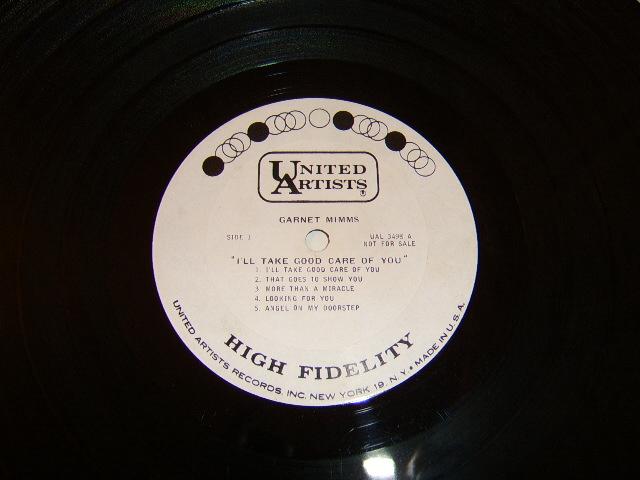 UNITED
ARTISTS
GARNET MIMMS
SIDE 1
UAL 3498 A
NOT FOR SALE
"I'LL TAKE GOOD CARE OF YOU"
1. I'LL TAKE GOOD CARE OF YOU
2. THAT GOES TO SHOW YOU
3. MORE THAN A MIRACLE
4. LOOKING FOR YOU
5. ANGEL ON MY DOORSTEP
HIGH FIDELITY
UNITED ARTISTS RECORDS, INC. NEW YORK 19, N.Y. • MADE IN U.S.A.